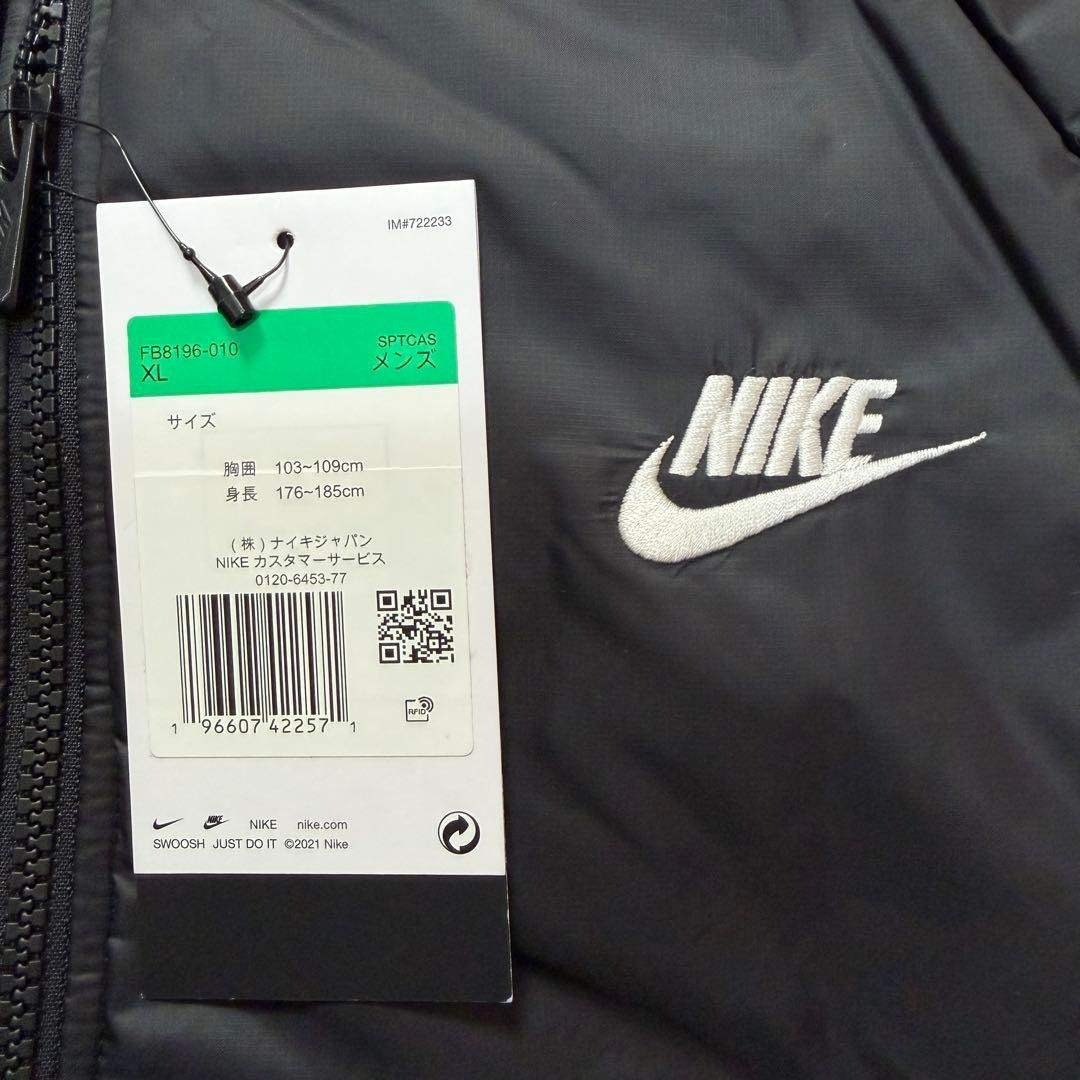 IM#722233
FB8196-010 SPTCAS
XL メンズ
サイズ
胸囲 103~109cm
身長 176~185cm
(株)ナイキジャパン
NIKE カスタマーサービス
0120-6453-77
RFID
1 96607 42257 1
NIKE NIKE nike.com
SWOOSH JUST DO IT ©2021 Nike
NIKE